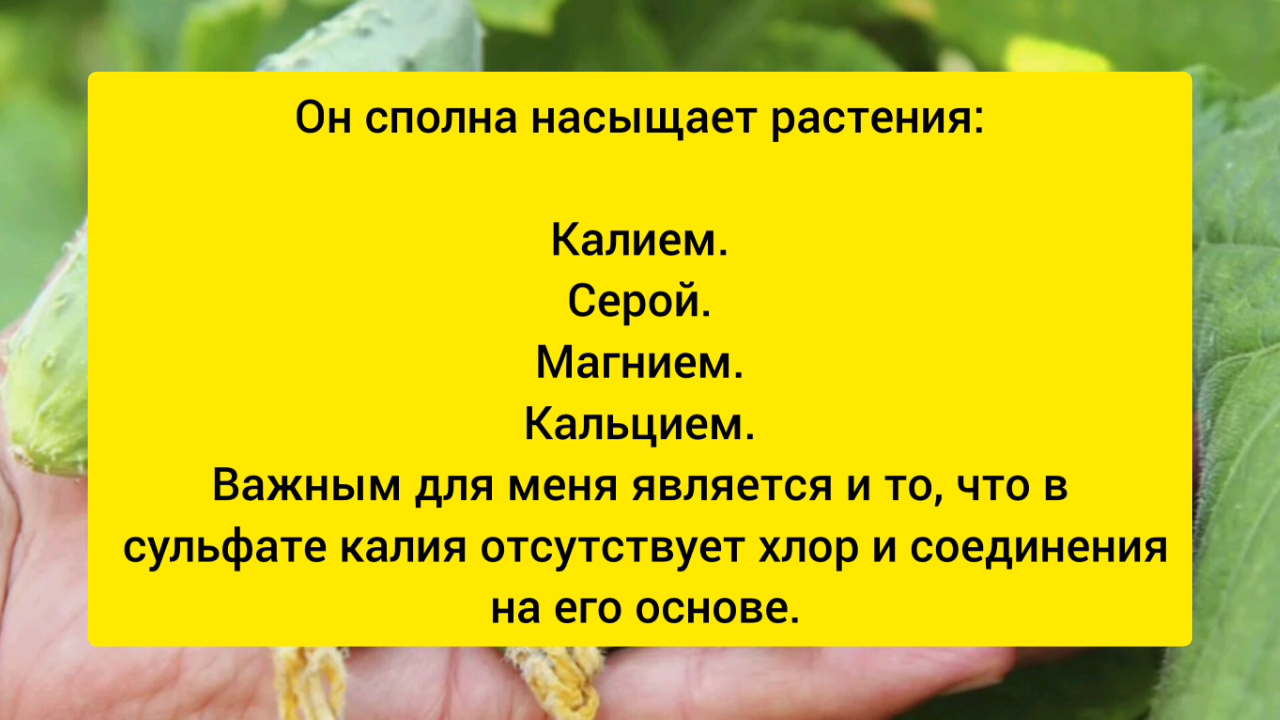 Он сполна насыщает растения:
Калием.
Серой.
Магнием.
Кальцием.
Важным для меня является и то, что в
сульфате калия отсутствует хлор и соединения
на его основе.